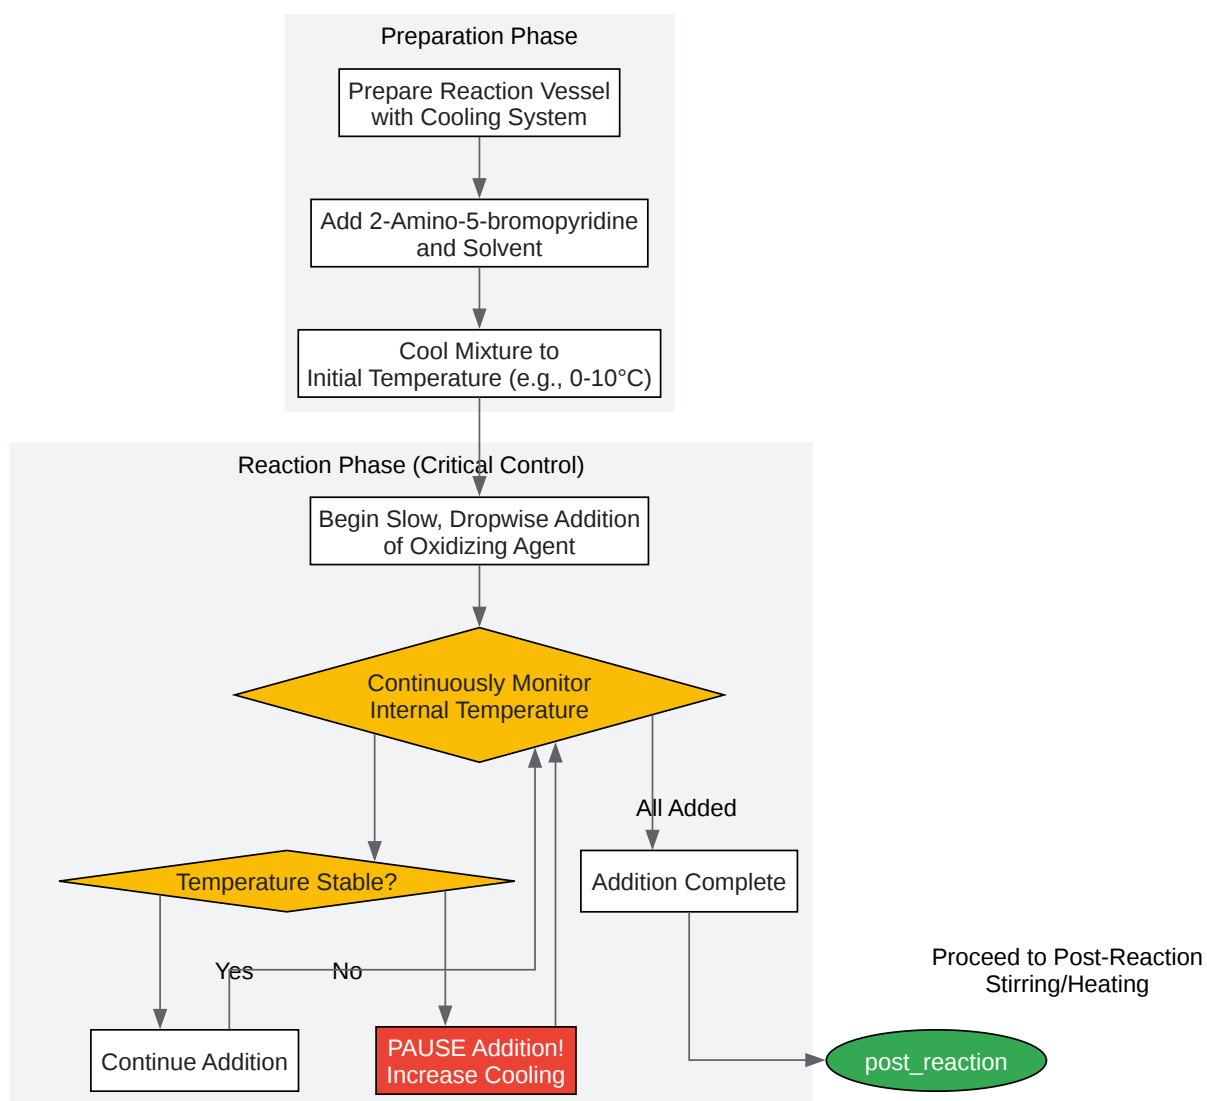 Preparation Phase
Prepare Reaction Vessel
with Cooling System
Add 2-Amino-5-bromopyridine
and Solvent
Cool Mixture to
Initial Temperature (e.g., 0-10°C)
Reaction Phase (Critical Control)
Begin Slow, Dropwise Addition
of Oxidizing Agent
Continuously Monitor
Internal Temperature
All Added
Temperature Stable?
Addition Complete
Yes
No
Proceed to Post-Reaction
Stirring/Heating
Continue Addition
PAUSE Addition!
Increase Cooling
post_reaction